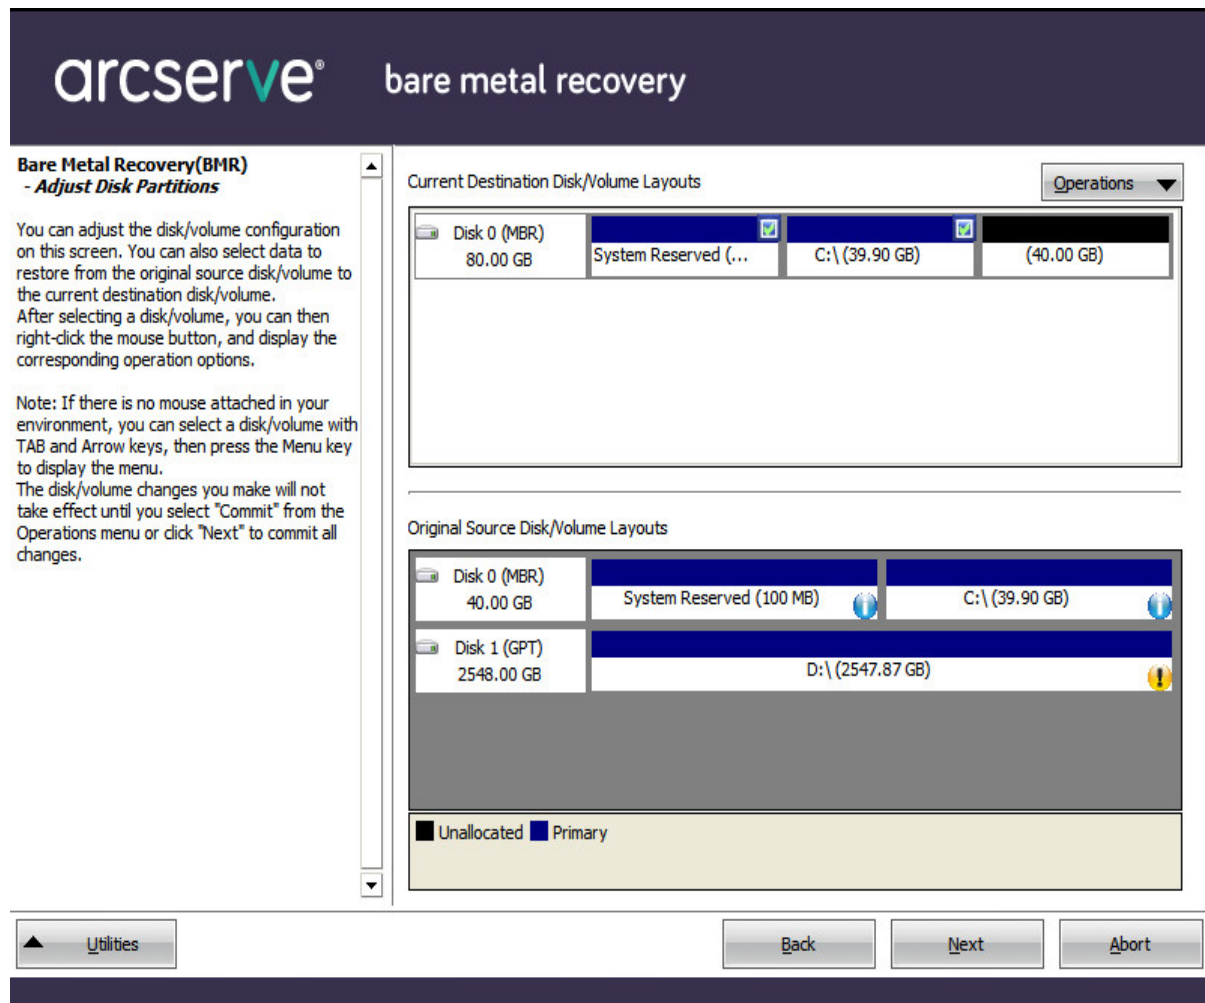 arcserve® bare metal recovery
Bare Metal Recovery(BMR)
- Adjust Disk Partitions
You can adjust the disk/volume configuration
on this screen. You can also select data to
restore from the original source disk/volume to
the current destination disk/volume.
After selecting a disk/volume, you can then
right-click the mouse button, and display the
corresponding operation options.
Note: If there is no mouse attached in your
environment, you can select a disk/volume with
TAB and Arrow keys, then press the Menu key
to display the menu.
The disk/volume changes you make will not
take effect until you select "Commit" from the
Operations menu or click "Next" to commit all
changes.
Current Destination Disk/Volume Layouts
Operations
Disk 0 (MBR)
80.00 GB
System Reserved (...
C:\ (39.90 GB)
(40.00 GB)
Original Source Disk/Volume Layouts
Disk 0 (MBR)
40.00 GB
System Reserved (100 MB)
C:\ (39.90 GB)
Disk 1 (GPT)
2548.00 GB
D:\ (2547.87 GB)
Unallocated Primary
Utilities
Back
Next
Abort